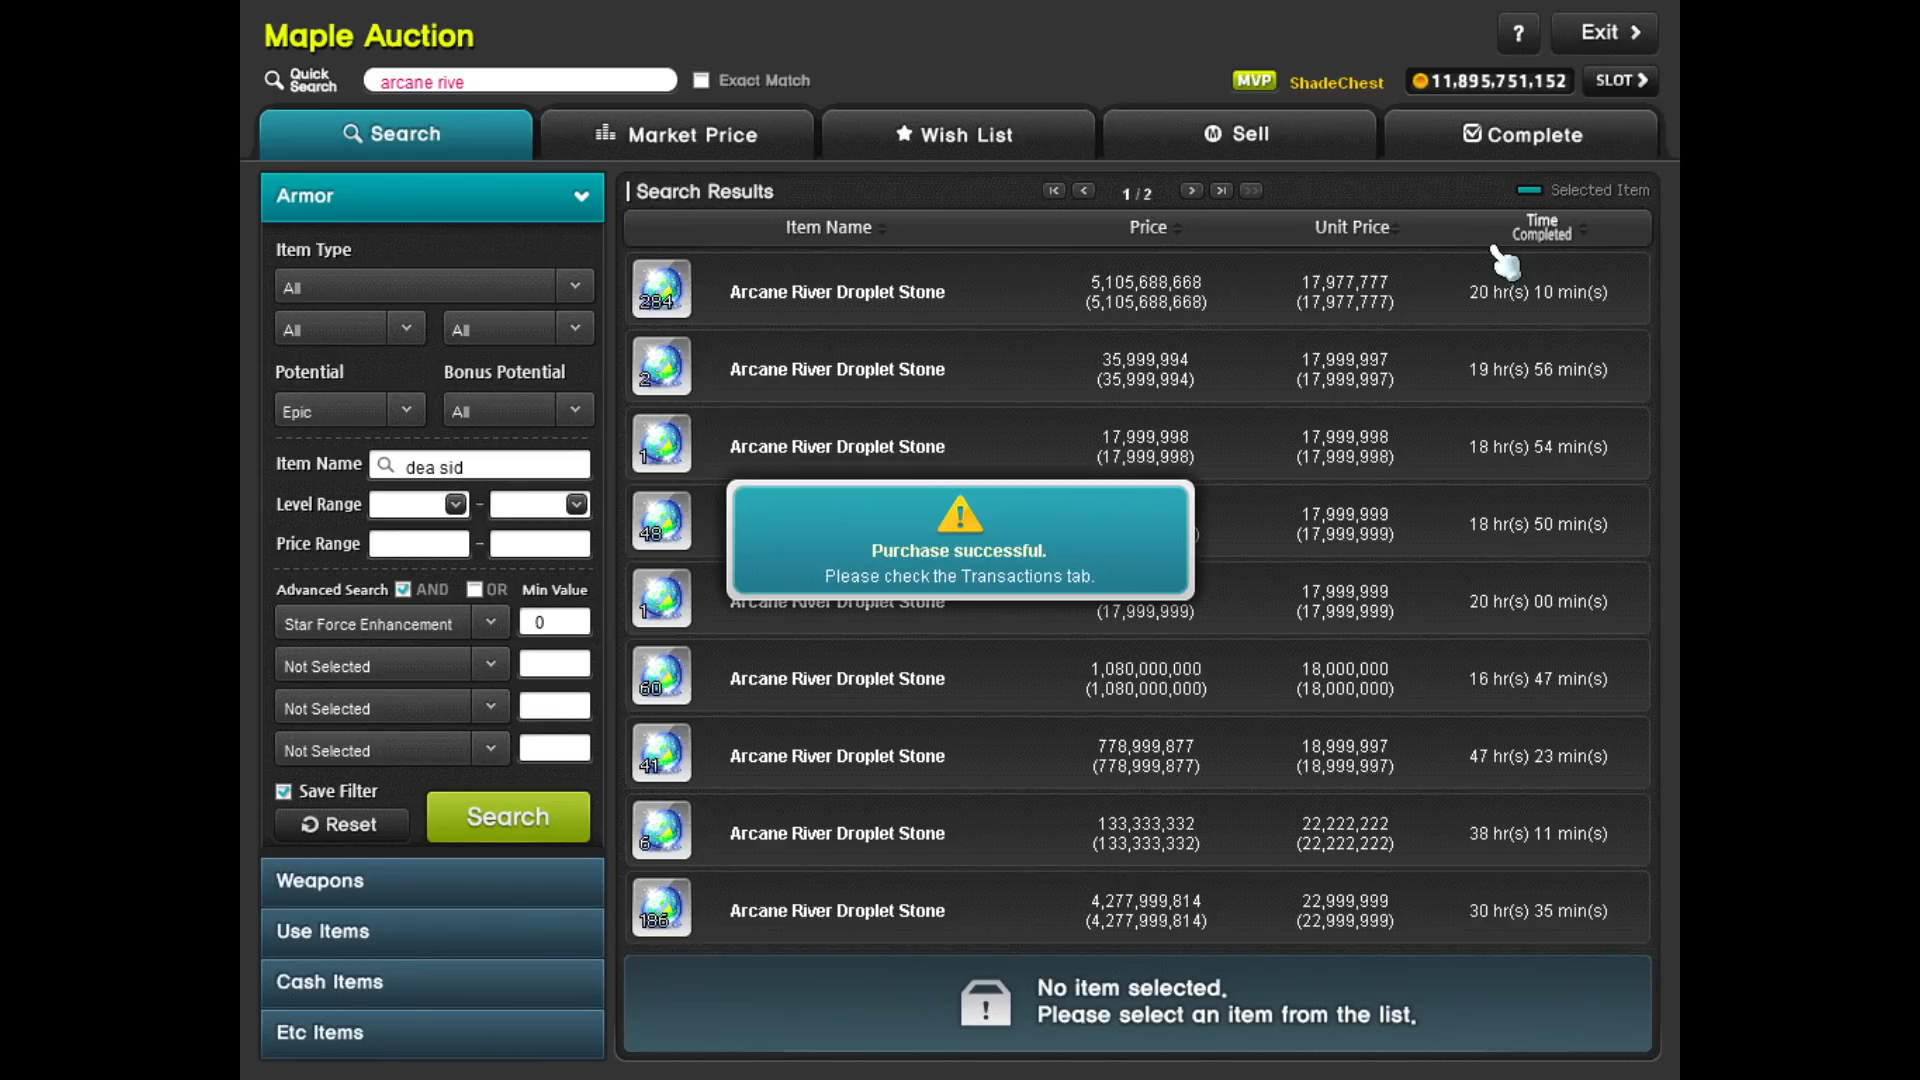 Maple Auction
?
Exit
Quick Search
arcane rive
Exact Match
MVP
ShadeChest
11,895,751,152
SLOT
Search
Market Price
Wish List
Sell
Complete
Armor
Item Type
All
All
All
Potential
Bonus Potential
Epic
All
Item Name
dea sid
Level Range
-
Price Range
-
Advanced Search
AND
OR
Min Value
Star Force Enhancement
0
Not Selected
Not Selected
Not Selected
Save Filter
Reset
Search
Weapons
Use Items
Cash Items
Etc Items
Search Results
1 / 2
Selected Item
Item Name
Price
Unit Price
Time Completed
284
Arcane River Droplet Stone
5,105,688,668
(5,105,688,668)
17,977,777
(17,977,777)
20 hr(s) 10 min(s)
2
Arcane River Droplet Stone
35,999,994
(35,999,994)
17,999,997
(17,999,997)
19 hr(s) 56 min(s)
1
Arcane River Droplet Stone
17,999,998
(17,999,998)
17,999,998
(17,999,998)
18 hr(s) 54 min(s)
48
17,999,999
(17,999,999)
18 hr(s) 50 min(s)
Purchase successful.
Please check the Transactions tab.
1
Arcane River Droplet Stone
(17,999,999)
17,999,999
(17,999,999)
20 hr(s) 00 min(s)
60
Arcane River Droplet Stone
1,080,000,000
(1,080,000,000)
18,000,000
(18,000,000)
16 hr(s) 47 min(s)
41
Arcane River Droplet Stone
778,999,877
(778,999,877)
18,999,997
(18,999,997)
47 hr(s) 23 min(s)
6
Arcane River Droplet Stone
133,333,332
(133,333,332)
22,222,222
(22,222,222)
38 hr(s) 11 min(s)
186
Arcane River Droplet Stone
4,277,999,814
(4,277,999,814)
22,999,999
(22,999,999)
30 hr(s) 35 min(s)
No item selected.
Please select an item from the list.